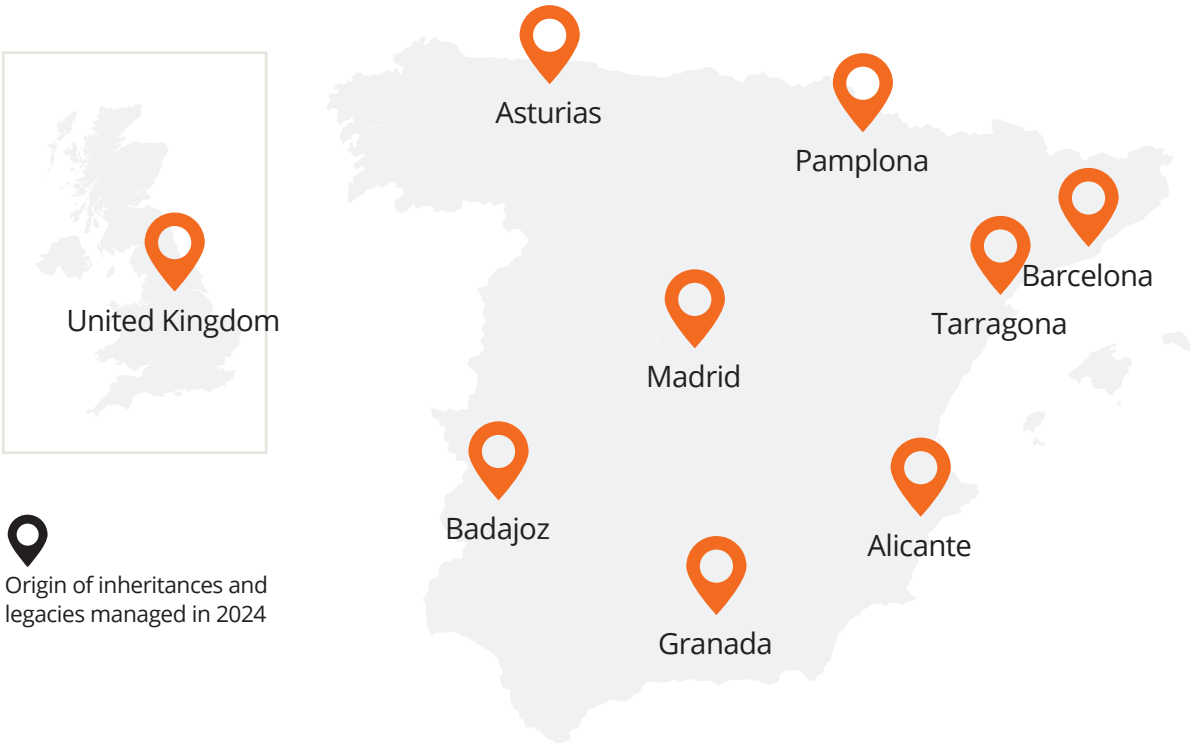 Asturias
Pamplona
Barcelona
United Kingdom
Tarragona
Madrid
Badajoz
Alicante
Origin of inheritances and
legacies managed in 2024
Granada